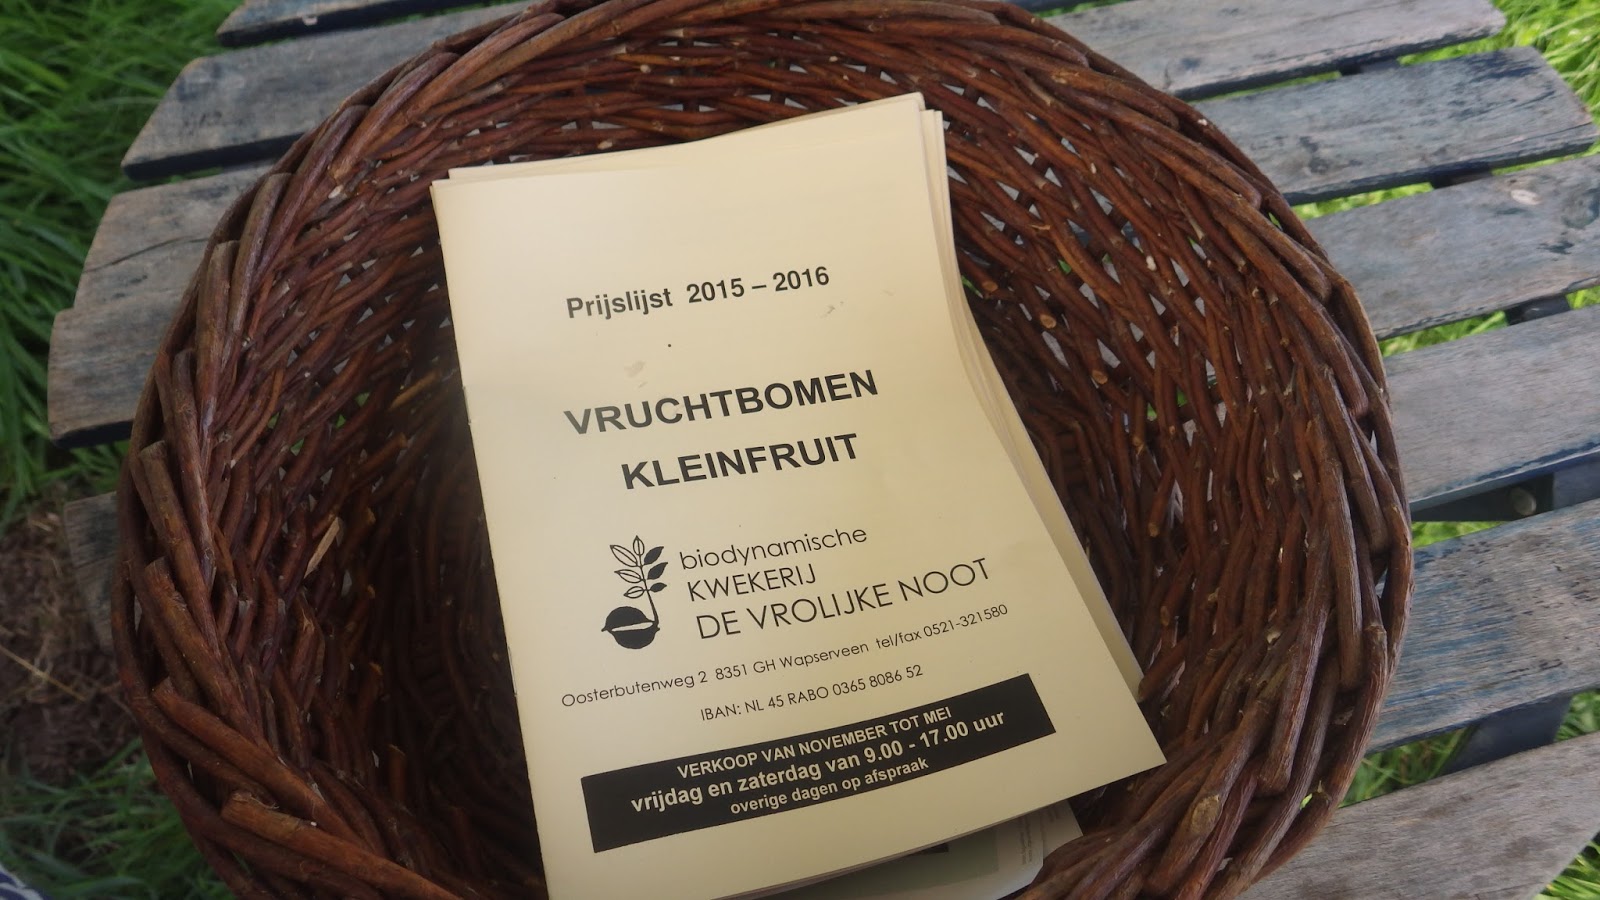 Prijslijst 2015 – 2016
VRUCHTBOMEN
KLEINFRUIT
biodynamische
KWEKERIJ
DE VROLIJKE NOOT
Oosterbutenweg 2 8351 GH Wapserveen tel/fax 0521-321580
IBAN: NL 45 RABO 0365 8086 52
VERKOOP VAN NOVEMBER TOT MEI
vrijdag en zaterdag van 9.00 - 17.00 uur
overige dagen op afspraak